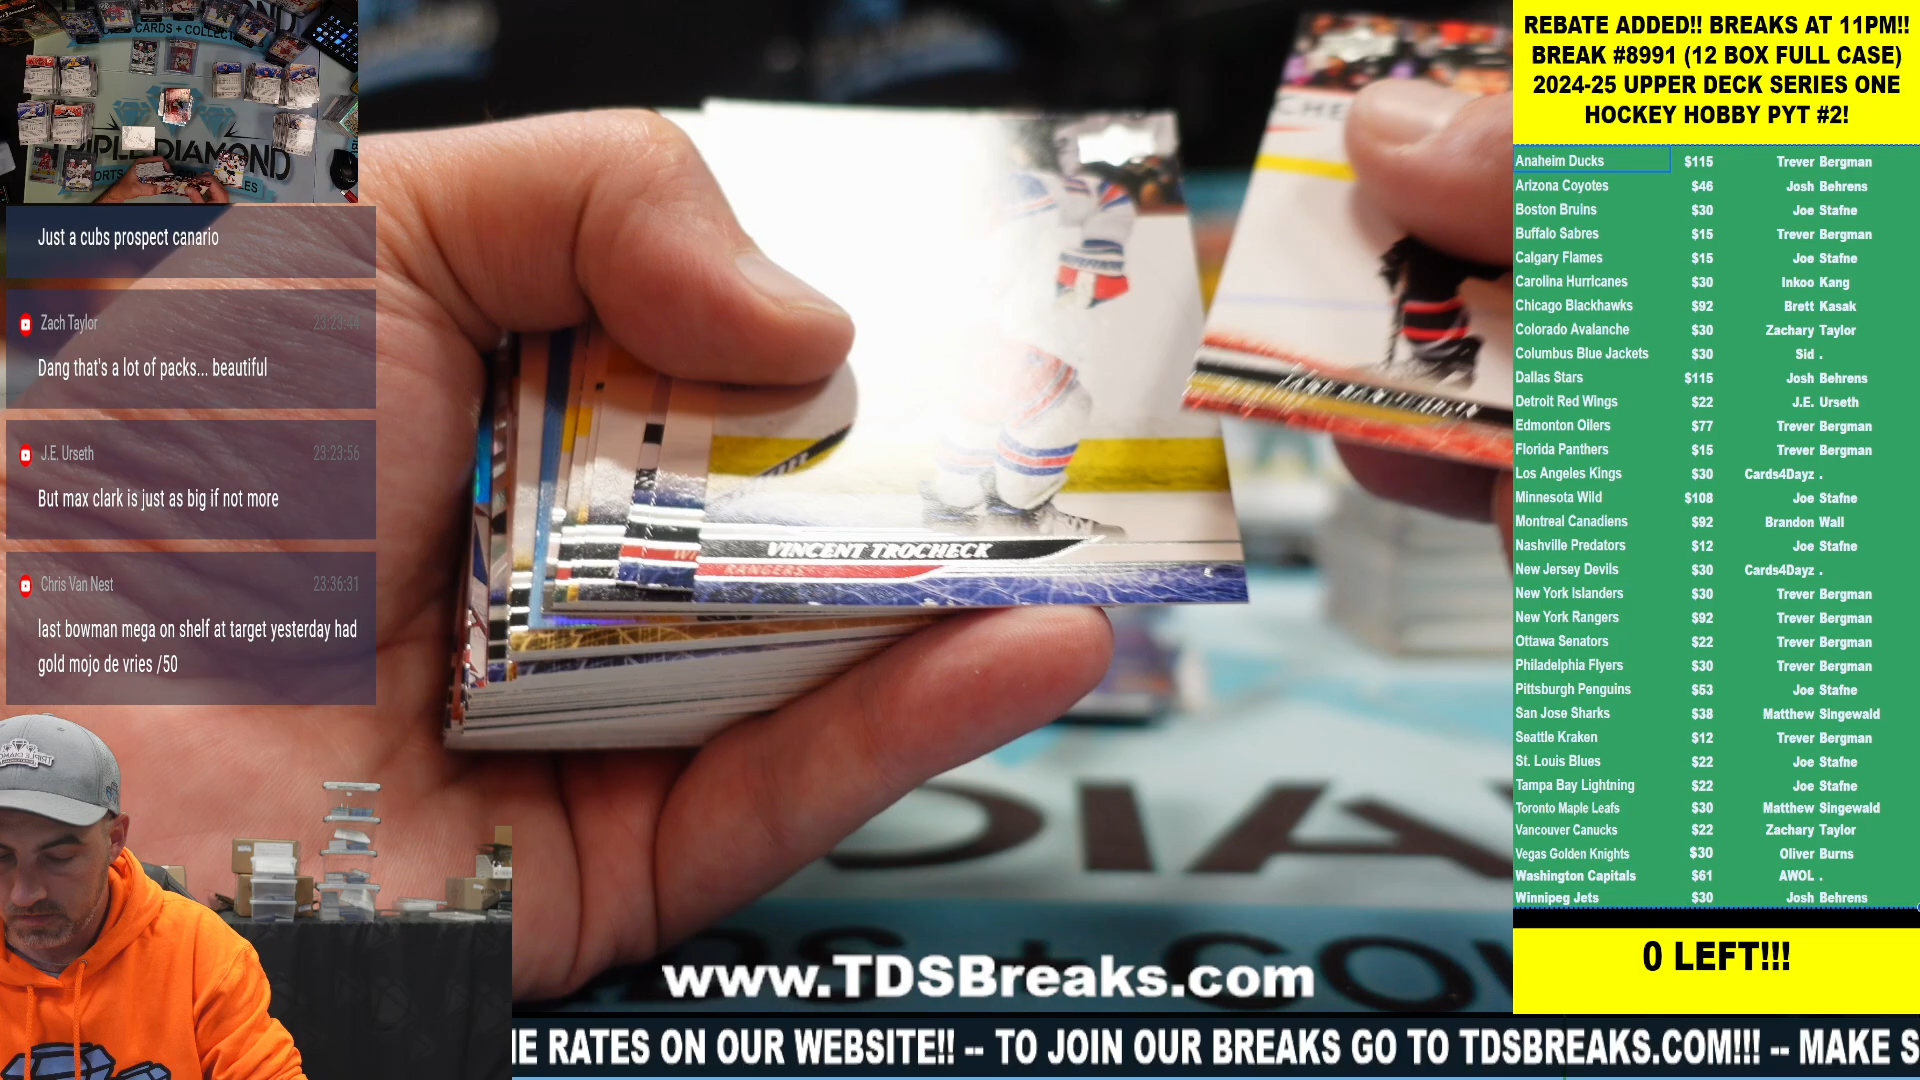 REBATE ADDED!! BREAKS AT 11PM!!
BREAK #8991 (12 BOX FULL CASE)
2024-25 UPPER DECK SERIES ONE
HOCKEY HOBBY PYT #2!
Anaheim Ducks $115 Trever Bergman
Arizona Coyotes $46 Josh Behrens
Boston Bruins $30 Joe Stafne
Buffalo Sabres $15 Trever Bergman
Calgary Flames $15 Joe Stafne
Carolina Hurricanes $30 Inkoo Kang
Chicago Blackhawks $92 Brett Kasak
Colorado Avalanche $30 Zachary Taylor
Columbus Blue Jackets $30 Sid .
Dallas Stars $115 Josh Behrens
Detroit Red Wings $22 J.E. Urseth
Edmonton Oilers $77 Trever Bergman
Florida Panthers $15 Trever Bergman
Los Angeles Kings $30 Cards4Dayz .
Minnesota Wild $108 Joe Stafne
Montreal Canadiens $92 Brandon Wall
Nashville Predators $12 Joe Stafne
New Jersey Devils $30 Cards4Dayz .
New York Islanders $30 Trever Bergman
New York Rangers $92 Trever Bergman
Ottawa Senators $22 Trever Bergman
Philadelphia Flyers $30 Trever Bergman
Pittsburgh Penguins $53 Joe Stafne
San Jose Sharks $38 Matthew Singewald
Seattle Kraken $12 Trever Bergman
St. Louis Blues $22 Joe Stafne
Tampa Bay Lightning $22 Joe Stafne
Toronto Maple Leafs $30 Matthew Singewald
Vancouver Canucks $22 Zachary Taylor
Vegas Golden Knights $30 Oliver Burns
Washington Capitals $61 AWOL .
Winnipeg Jets $30 Josh Behrens
0 LEFT!!!
CARDS + COLLECT
TRIPLE DIAMOND
Just a cubs prospect canario
Zach Taylor 23:23:44
Dang that's a lot of packs... beautiful
J.E. Urseth 23:23:56
But max clark is just as big if not more
Chris Van Nest 23:36:31
last bowman mega on shelf at target yesterday had
gold mojo de vries /50
VINCENT TROCHECK
RANGERS
DIA
www.TDSBreaks.com
E RATES ON OUR WEBSITE!! -- TO JOIN OUR BREAKS GO TO TDSBREAKS.COM!!! -- MAKE S